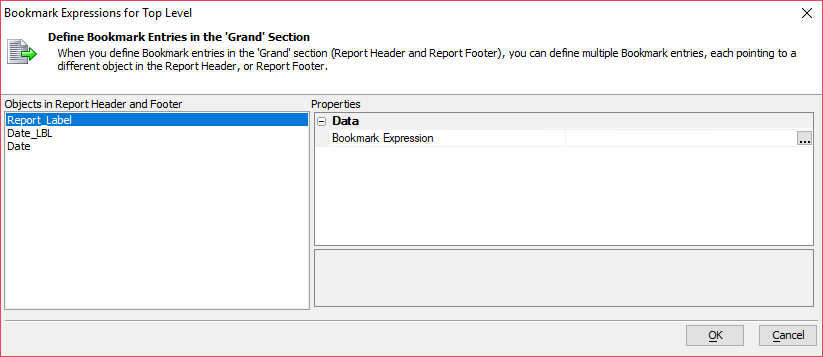 Bookmark Expressions for Top Level
Define Bookmark Entries in the 'Grand' Section
When you define Bookmark entries in the 'Grand' section (Report Header and Report Footer), you can define multiple Bookmark entries, each pointing to a
different object in the Report Header, or Report Footer.
Objects in Report Header and Footer
Properties
Report_Label
Date_LBL
Date
Data
Bookmark Expression
...
OK
Cancel